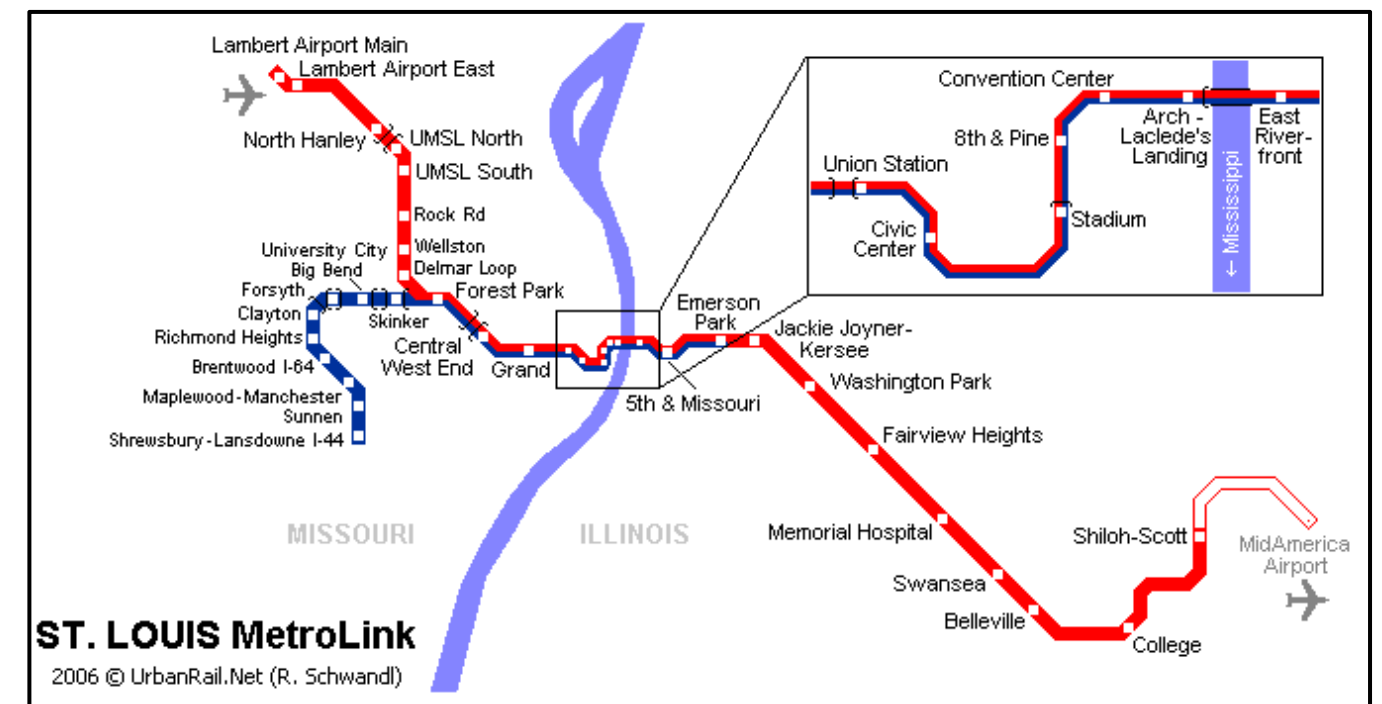 Lambert Airport Main
Lambert Airport East
North Hanley
UMSL North
UMSL South
Rock Rd
Wellston
Delmar Loop
University City
Big Bend
Forsyth
Skinker
Forest Park
Clayton
Richmond Heights
Brentwood I-64
Maplewood-Manchester
Sunnen
Shrewsbury-Lansdowne I-44
Central
West End
Grand
5th & Missouri
Emerson
Park
Jackie Joyner-
Kersee
Washington Park
Fairview Heights
Memorial Hospital
Swansea
Belleville
College
Shiloh-Scott
MidAmerica
Airport
Union Station
Civic
Center
Stadium
8th & Pine
Convention Center
Arch -
Laclede's
Landing
East
River-
front
← Mississippi
MISSOURI
ILLINOIS
ST. LOUIS MetroLink
2006 © UrbanRail.Net (R. Schwandl)